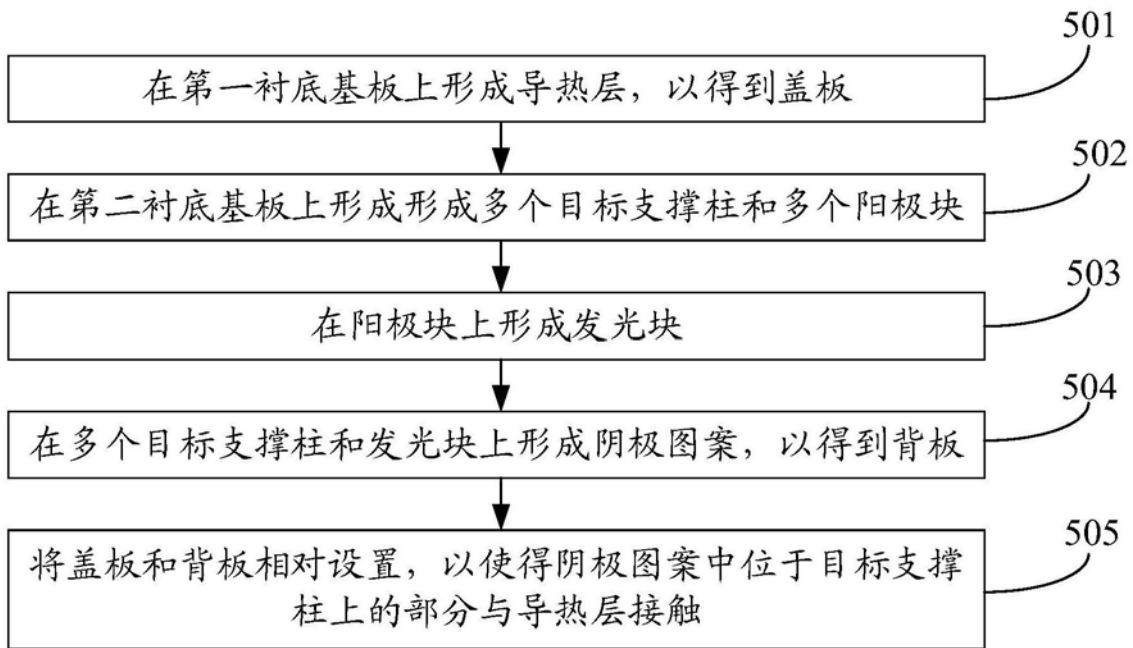 501
在第一衬底基板上形成导热层，以得到盖板
502
在第二衬底基板上形成形成多个目标支撑柱和多个阳极块
503
在阳极块上形成发光块
504
在多个目标支撑柱和发光块上形成阴极图案，以得到背板
505
将盖板和背板相对设置，以使得阴极图案中位于目标支撑
柱上的部分与导热层接触